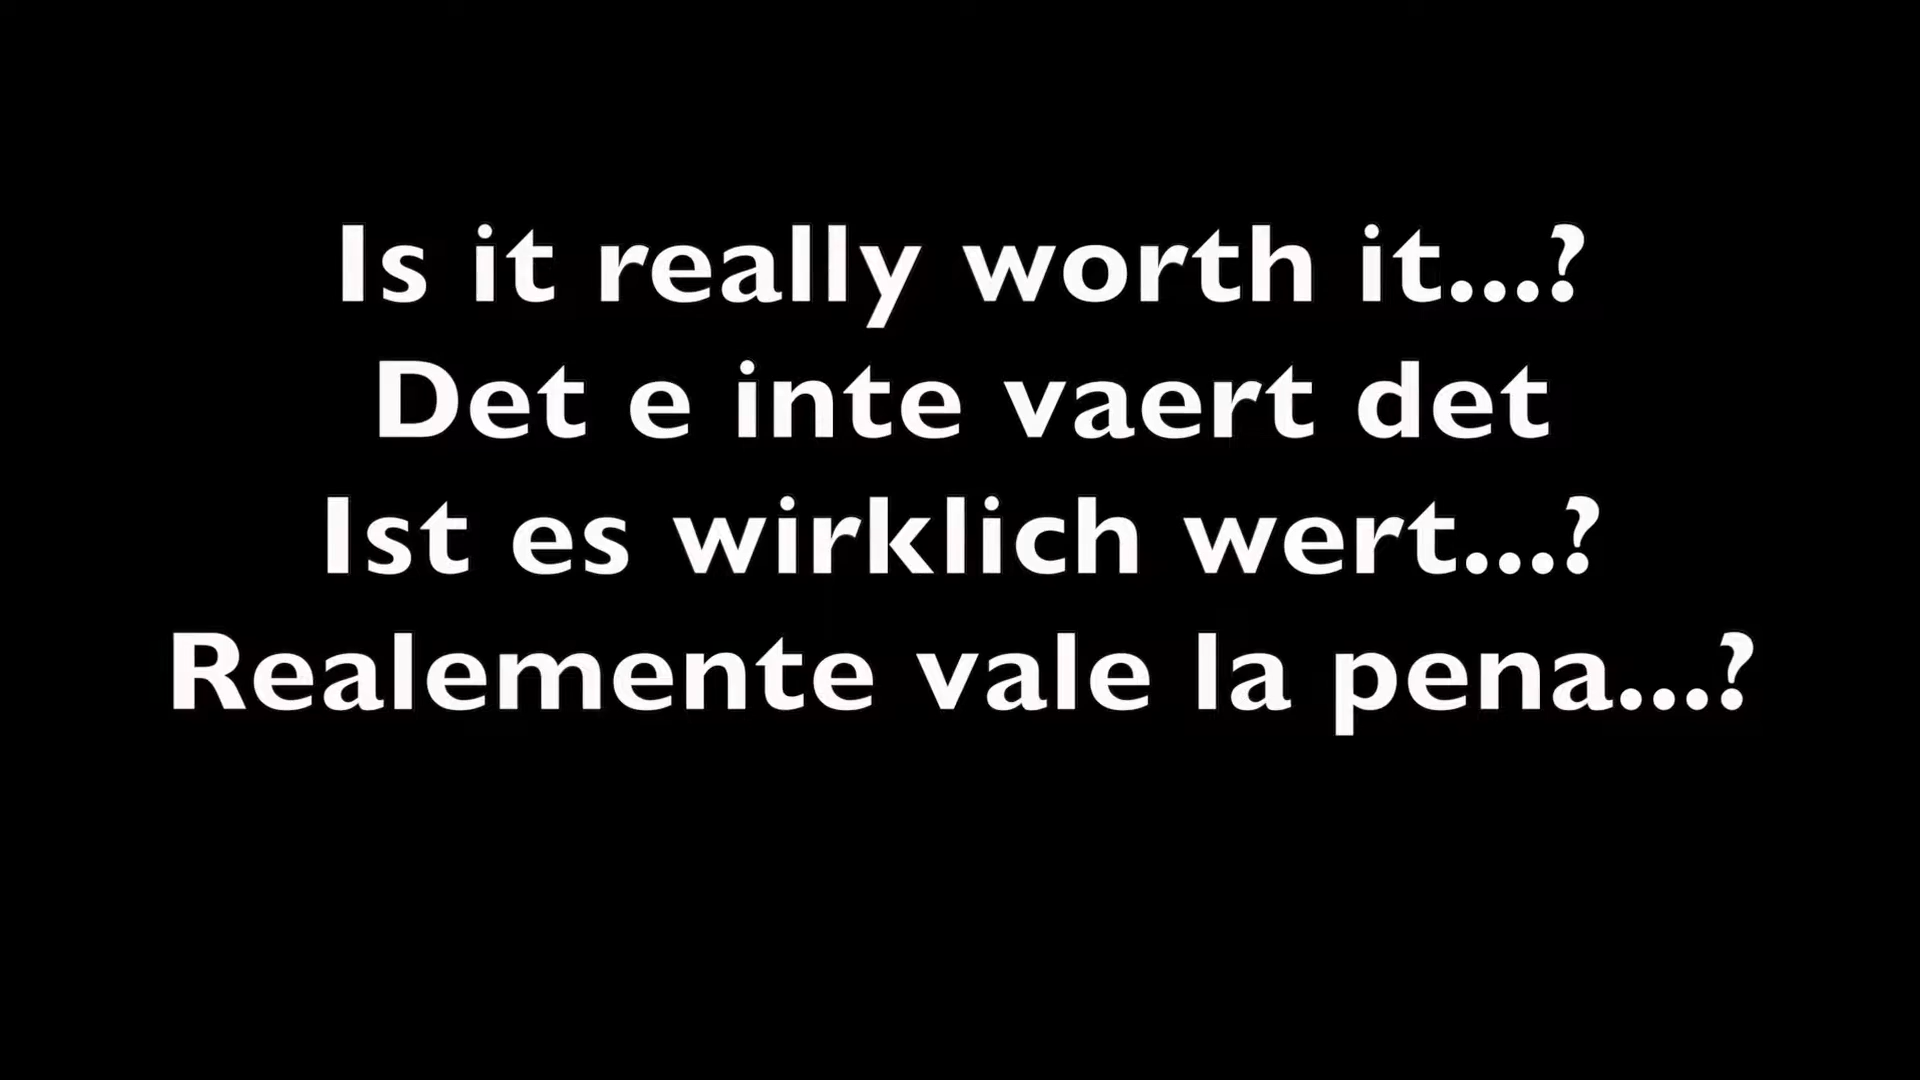 Is it really worth it...?
Det e inte vaert det
Ist es wirklich wert...?
Realemente vale la pena...?